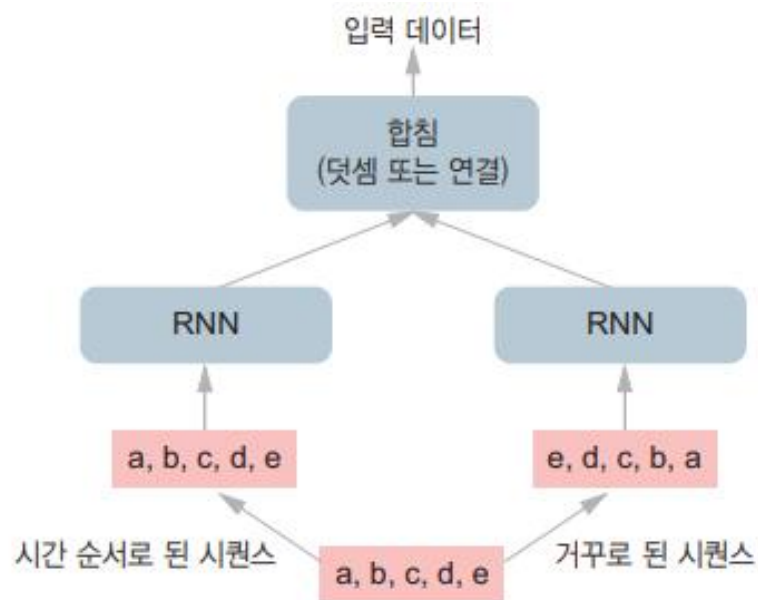 입력 데이터
합침
(덧셈 또는 연결)
RNN
RNN
a, b, c, d, e
e, d, c, b, a
시간 순서로 된 시퀀스
거꾸로 된 시퀀스
a, b, c, d, e